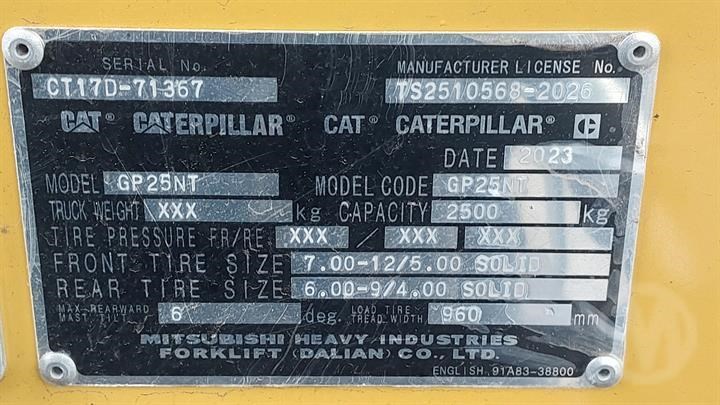 SERIAL No. MANUFACTURER LICENSE No.
CT17D-71367 TS2510568-2026
CAT CATERPILLAR® CAT® CATERPILLAR®
DATE 2023
MODEL GP25NT MODEL CODE GP25NT
TRUCK WEIGHT XXX kg CAPACITY 2500 kg
TIRE PRESSURE FR/RE XXX / XXX XXX
FRONT TIRE SIZE 7.00-12/5.00 SOLID
REAR TIRE SIZE 6.00-9/4.00 SOLID
MAX-REARWARD MAST TILT 6 deg. LOAD TIRE TREAD WIDTH 960 mm
MITSUBISHI HEAVY INDUSTRIES
FORKLIFT (DALIAN) CO., LTD.
ENGLISH 91A83-38800